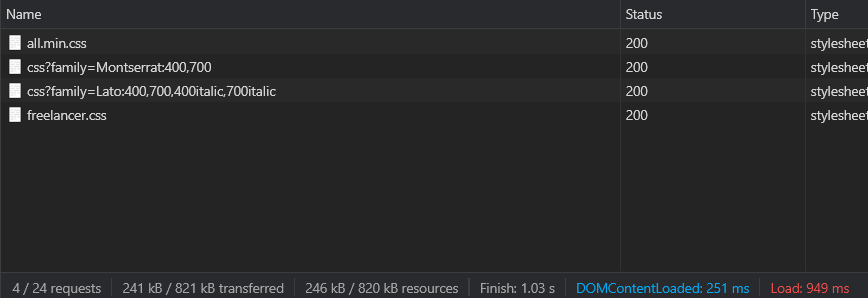 Name Status Type
all.min.css 200 stylesheet
css?family=Montserrat:400,700 200 stylesheet
css?family=Lato:400,700,400italic,700italic 200 stylesheet
freelancer.css 200 stylesheet
4 / 24 requests 241 kB / 821 kB transferred 246 kB / 820 kB resources Finish: 1.03 s DOMContentLoaded: 251 ms Load: 949 ms